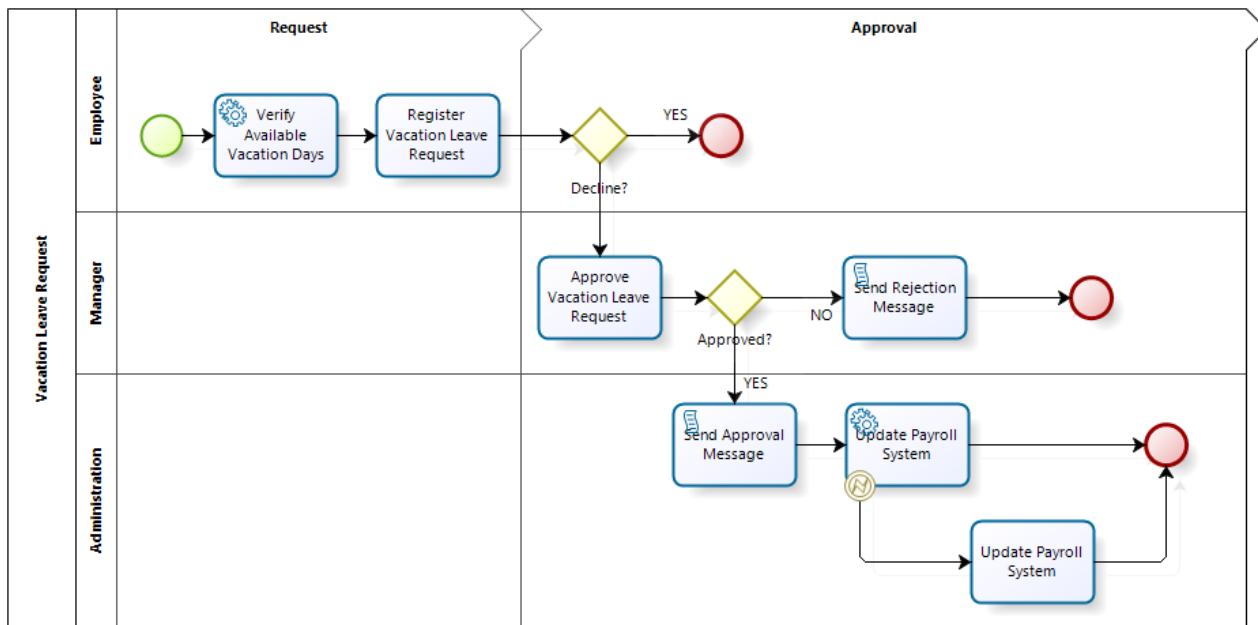 Request
Approval
Vacation Leave Request
Employee
Verify
Available
Vacation Days
Register
Vacation Leave
Request
YES
Decline?
Manager
Approve
Vacation Leave
Request
Approved?
NO
Send Rejection
Message
YES
Administration
Send Approval
Message
Update Payroll
System
Update Payroll
System